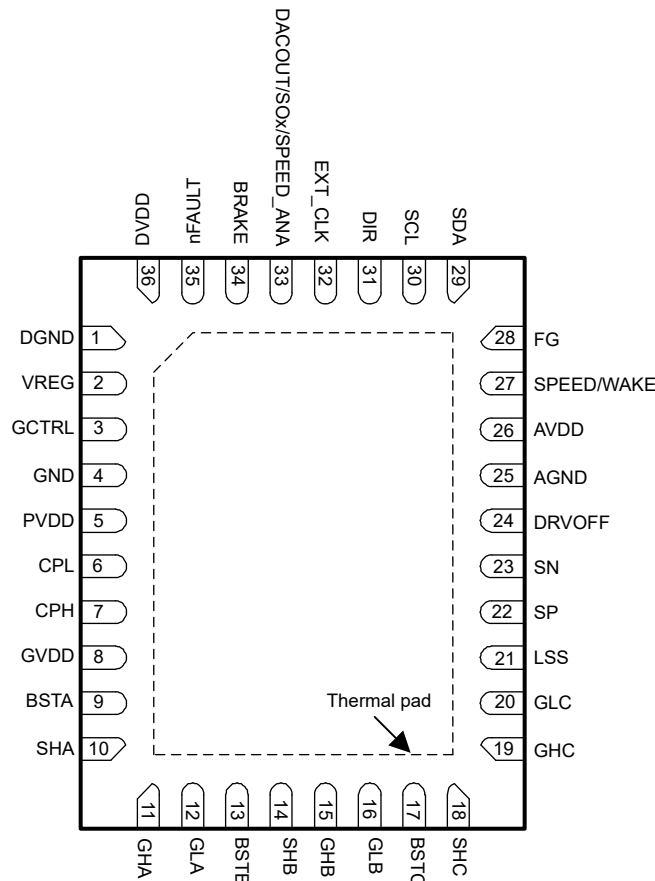 DVDD
nFAULT
BRAKE
DACOUT/SOx/SPEED_ANA
EXT_CLK
DIR
SCL
SDA
36
35
34
33
32
31
30
29
DGND 1
VREG 2
GCTRL 3
GND 4
PVDD 5
CPL 6
CPH 7
GVDD 8
BSTA 9
SHA 10
28 FG
27 SPEED/WAKE
26 AVDD
25 AGND
24 DRVOFF
23 SN
22 SP
21 LSS
20 GLC
19 GHC
Thermal pad
11
12
13
14
15
16
17
18
GHA
GLA
SHB
GHB
GLB
SHC